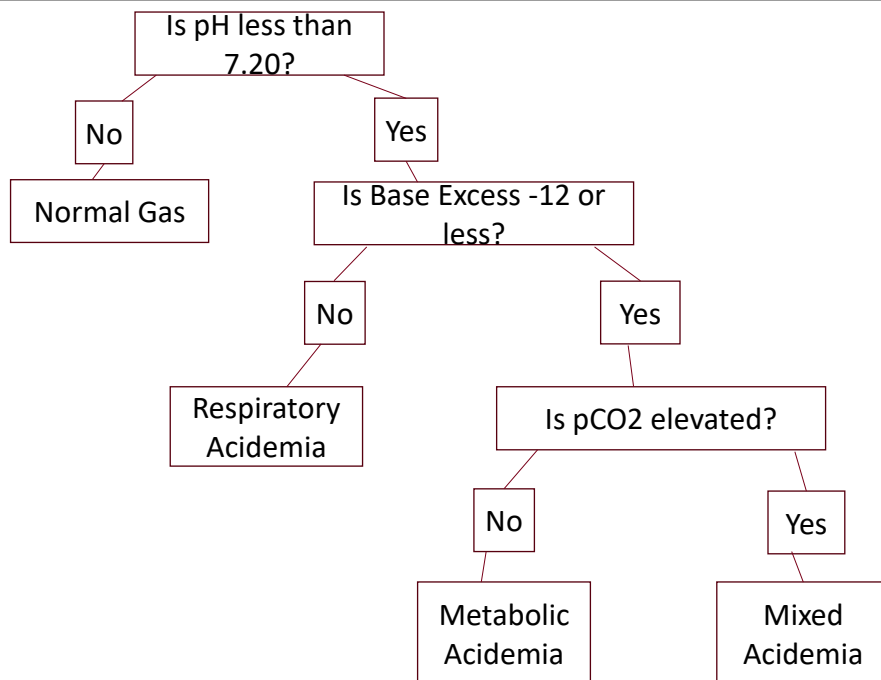 Is pH less than
7.20?
No
Yes
Normal Gas
Is Base Excess -12 or
less?
No
Yes
Respiratory
Acidemia
Is pCO2 elevated?
No
Yes
Metabolic
Acidemia
Mixed
Acidemia